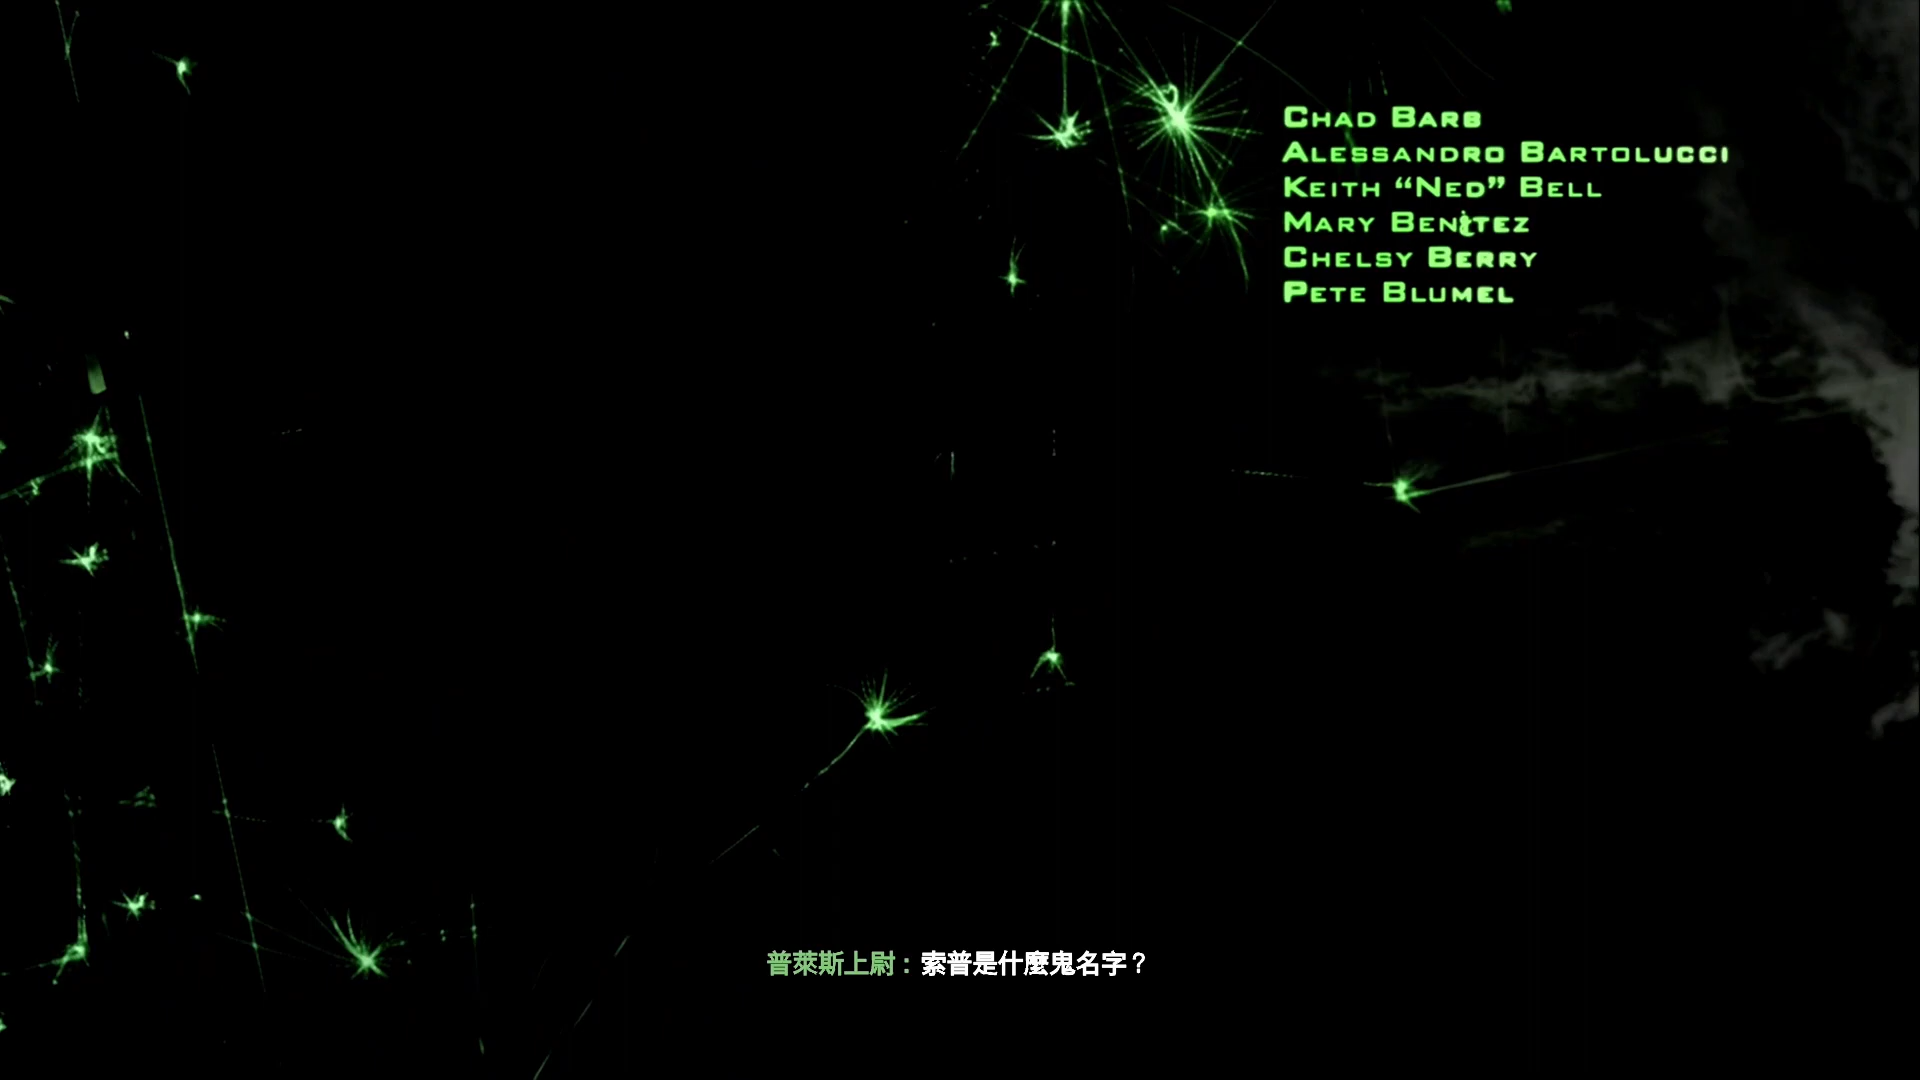 Chad Barb
Alessandro Bartolucci
Keith “Ned” Bell
Mary Benitez
Chelsy Berry
Pete Blumel
普萊斯上尉：索普是什麼鬼名字？